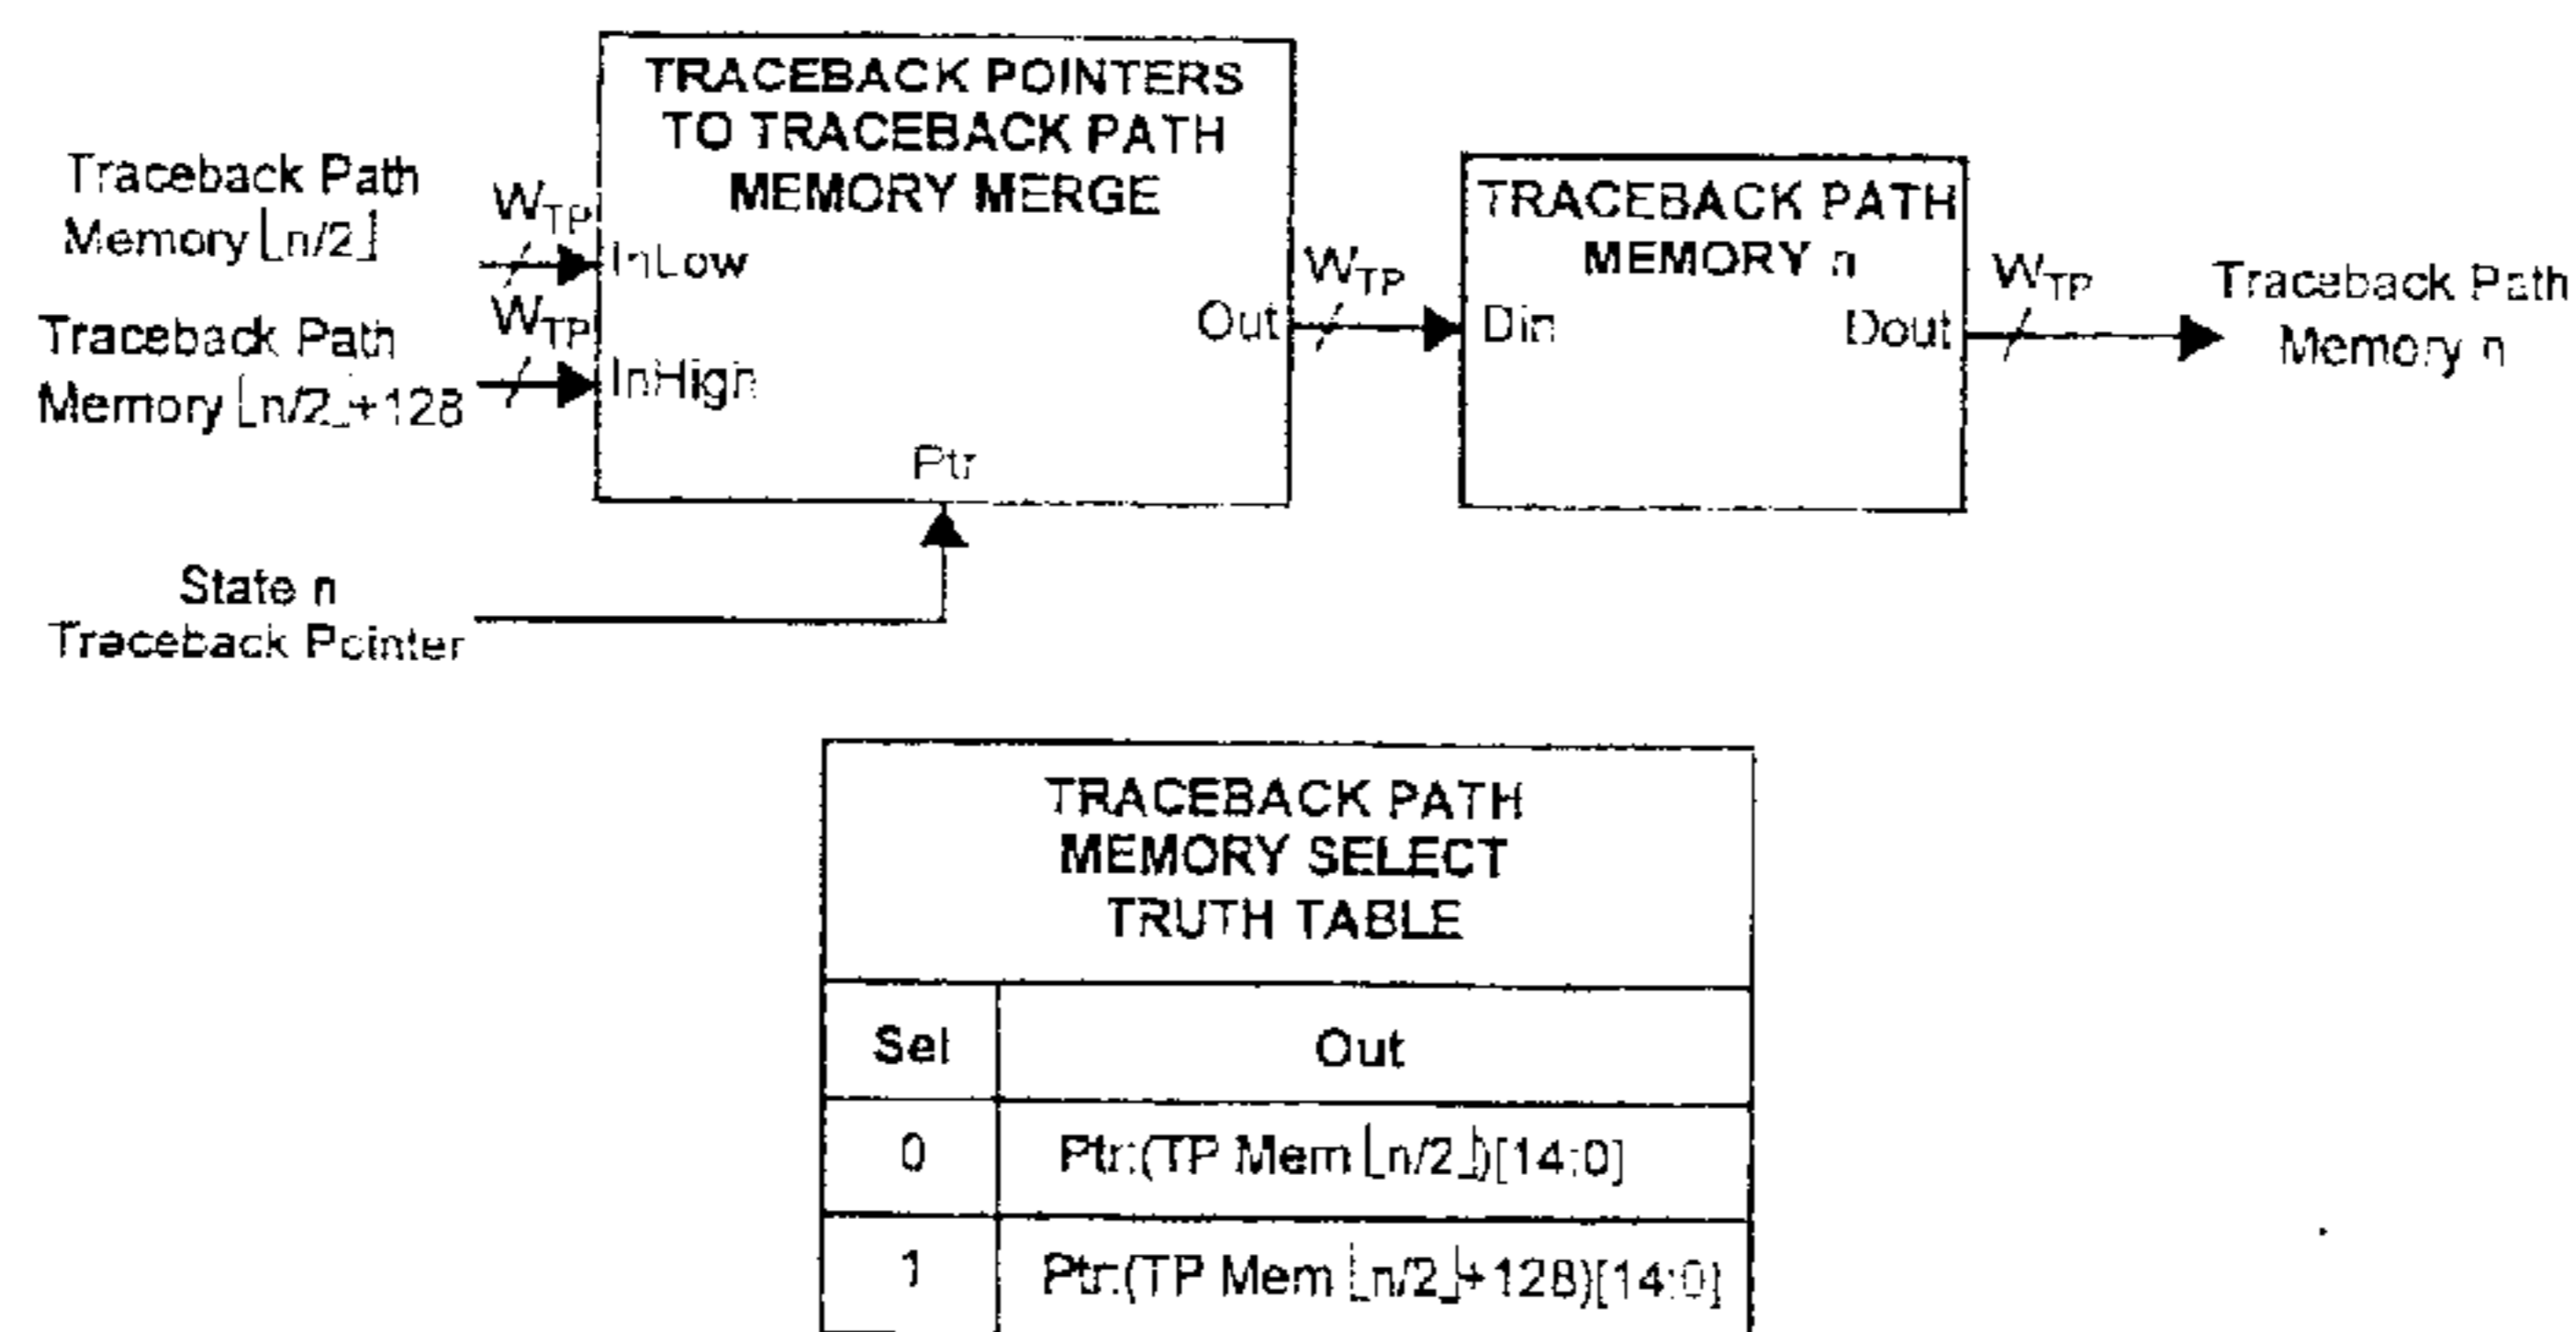 TRACEBACK POINTERS
TO TRACEBACK PATH
MEMORY MERGE
Traceback Path
Memory ⌊n/2⌋
W_TP
InLow
Traceback Path
Memory ⌊n/2⌋+128
W_TP
InHigh
Out
W_TP
Ptr
State n
Traceback Pointer
TRACEBACK PATH
MEMORY n
Din
Dout
W_TP
Traceback Path
Memory n
TRACEBACK PATH
MEMORY SELECT
TRUTH TABLE
Sel Out
0 Ptr:(TP Mem ⌊n/2⌋)[14:0]
1 Ptr:(TP Mem ⌊n/2⌋+128)[14:0]